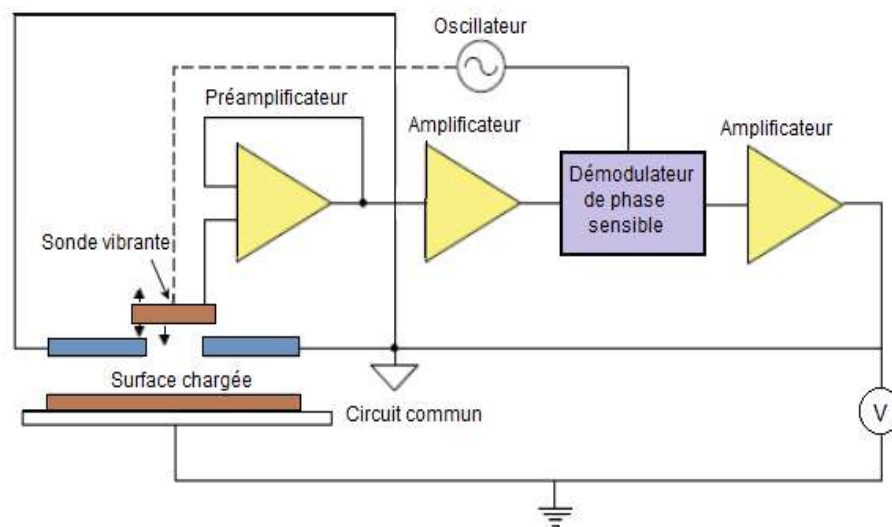 Oscillateur
Préamplificateur
Amplificateur
Amplificateur
Démodulateur
de phase
sensible
Sonde vibrante
Surface chargée
Circuit commun
V